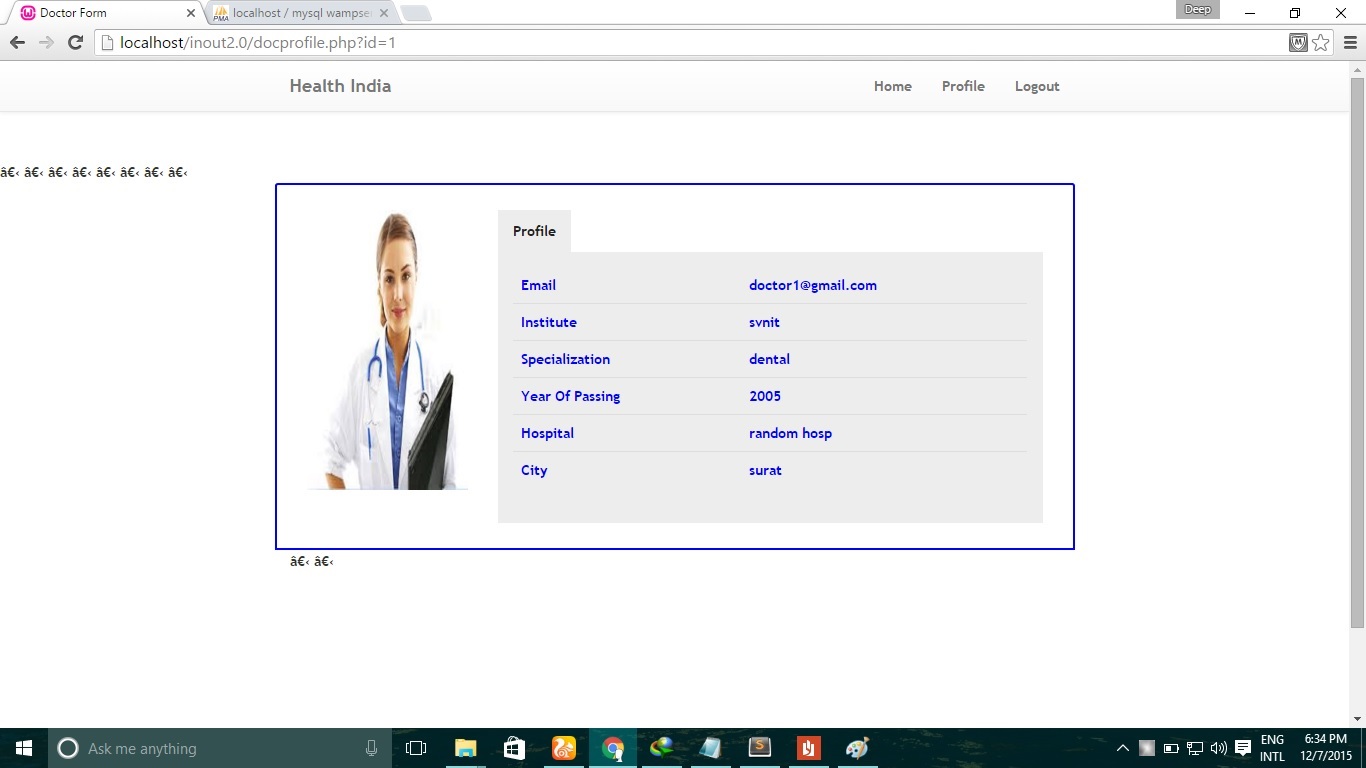 Doctor Form
localhost / mysql wampser
Deep
localhost/inout2.0/docprofile.php?id=1
Health India
Home
Profile
Logout
​ ​ ​ ​ ​ ​ ​ ​
Profile
Email doctor1@gmail.com
Institute svnit
Specialization dental
Year Of Passing 2005
Hospital random hosp
City surat
​ ​
Ask me anything
ENG
INTL
6:34 PM
12/7/2015